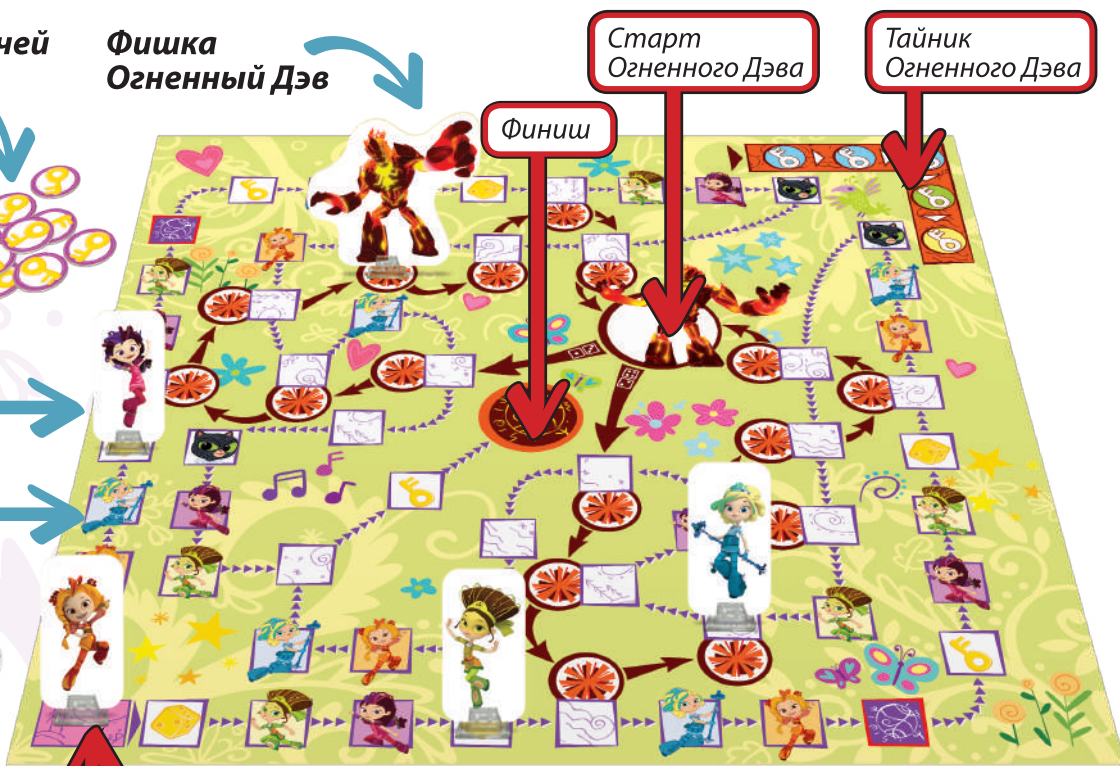 чей
Фишка
Огненный Дэв
Финиш
Старт
Огненного Дэва
Тайник
Огненного Дэва